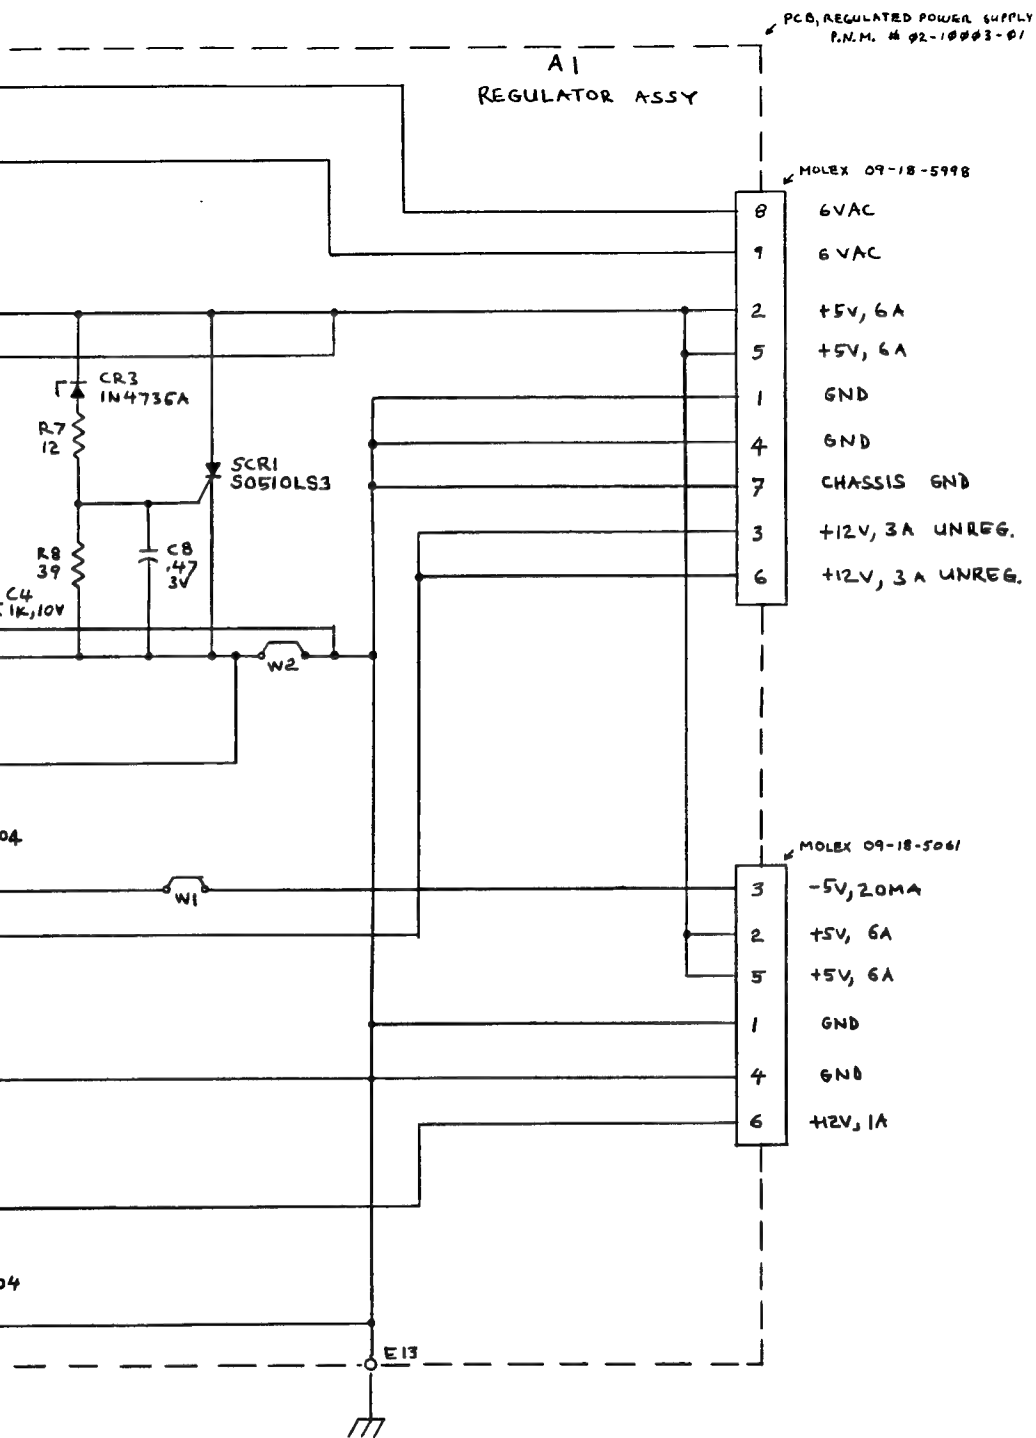 PCB, REGULATED POWER SUPPLY
P.N.M. # 02-10003-01
A1
REGULATOR ASSY
MOLEX 09-18-5998
8 6VAC
9 6VAC
2 +5V, 6A
5 +5V, 6A
CR3
1N4736A
1 GND
R7
12
4 GND
SCR1
S0510LS3
7 CHASSIS GND
3 +12V, 3A UNREG.
R8
39
C8
.47
3V
6 +12V, 3A UNREG.
C4
1K, 10V
W2
04
MOLEX 09-18-5061
3 -5V, 20MA
W1
2 +5V, 6A
5 +5V, 6A
1 GND
4 GND
6 +12V, 1A
04
E13